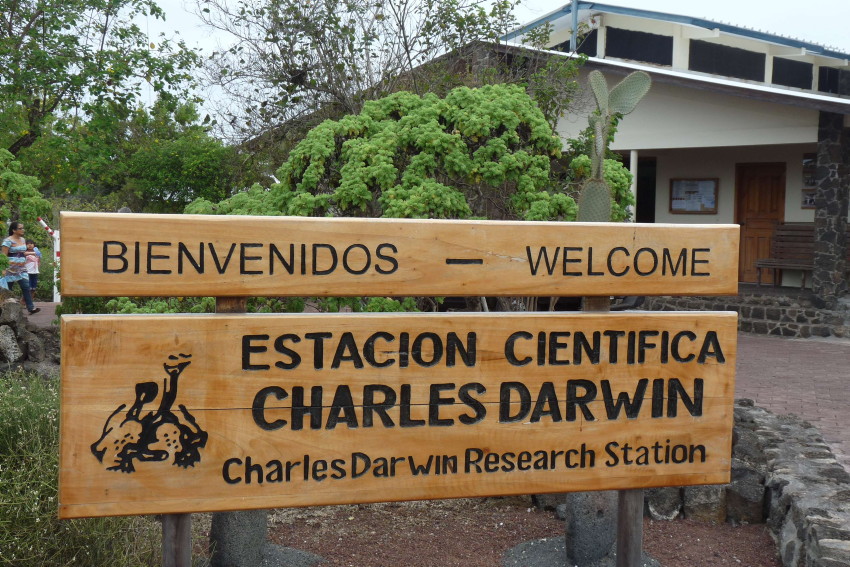 BIENVENIDOS — WELCOME
ESTACION CIENTIFICA
CHARLES DARWIN
Charles Darwin Research Station